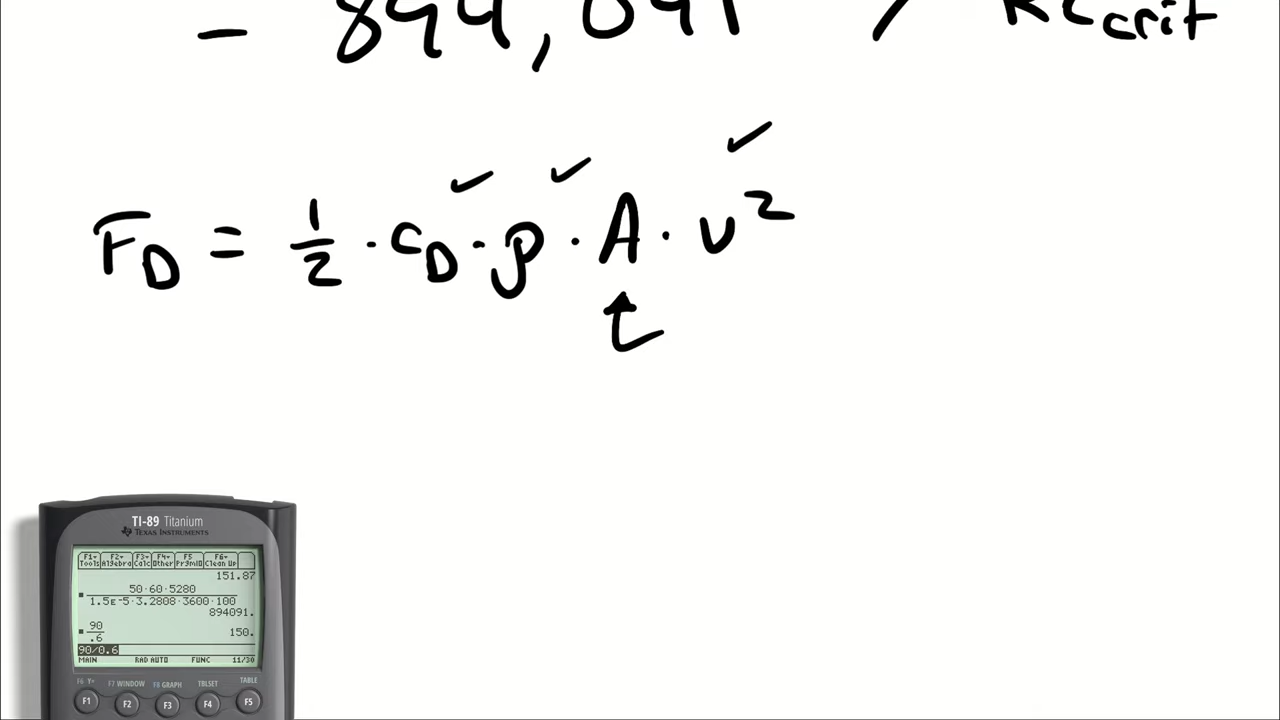 = 894,091 > Re crit
F_D = 1/2 · c_D · ρ · A · v²
TI-89 Titanium
TEXAS INSTRUMENTS
F1 Tools F2 Algebra F3 Calc F4 Other F5 PrgmIO F6 Clean Up
151.87
50·60·5280
1.5E-5·3.2808·3600·100
894091.
90
.6 150.
90/0.6
MAIN RAD AUTO FUNC 11/30
F6 Y= F7 WINDOW F8 GRAPH TBLSET TABLE
F1 F2 F3 F4 F5